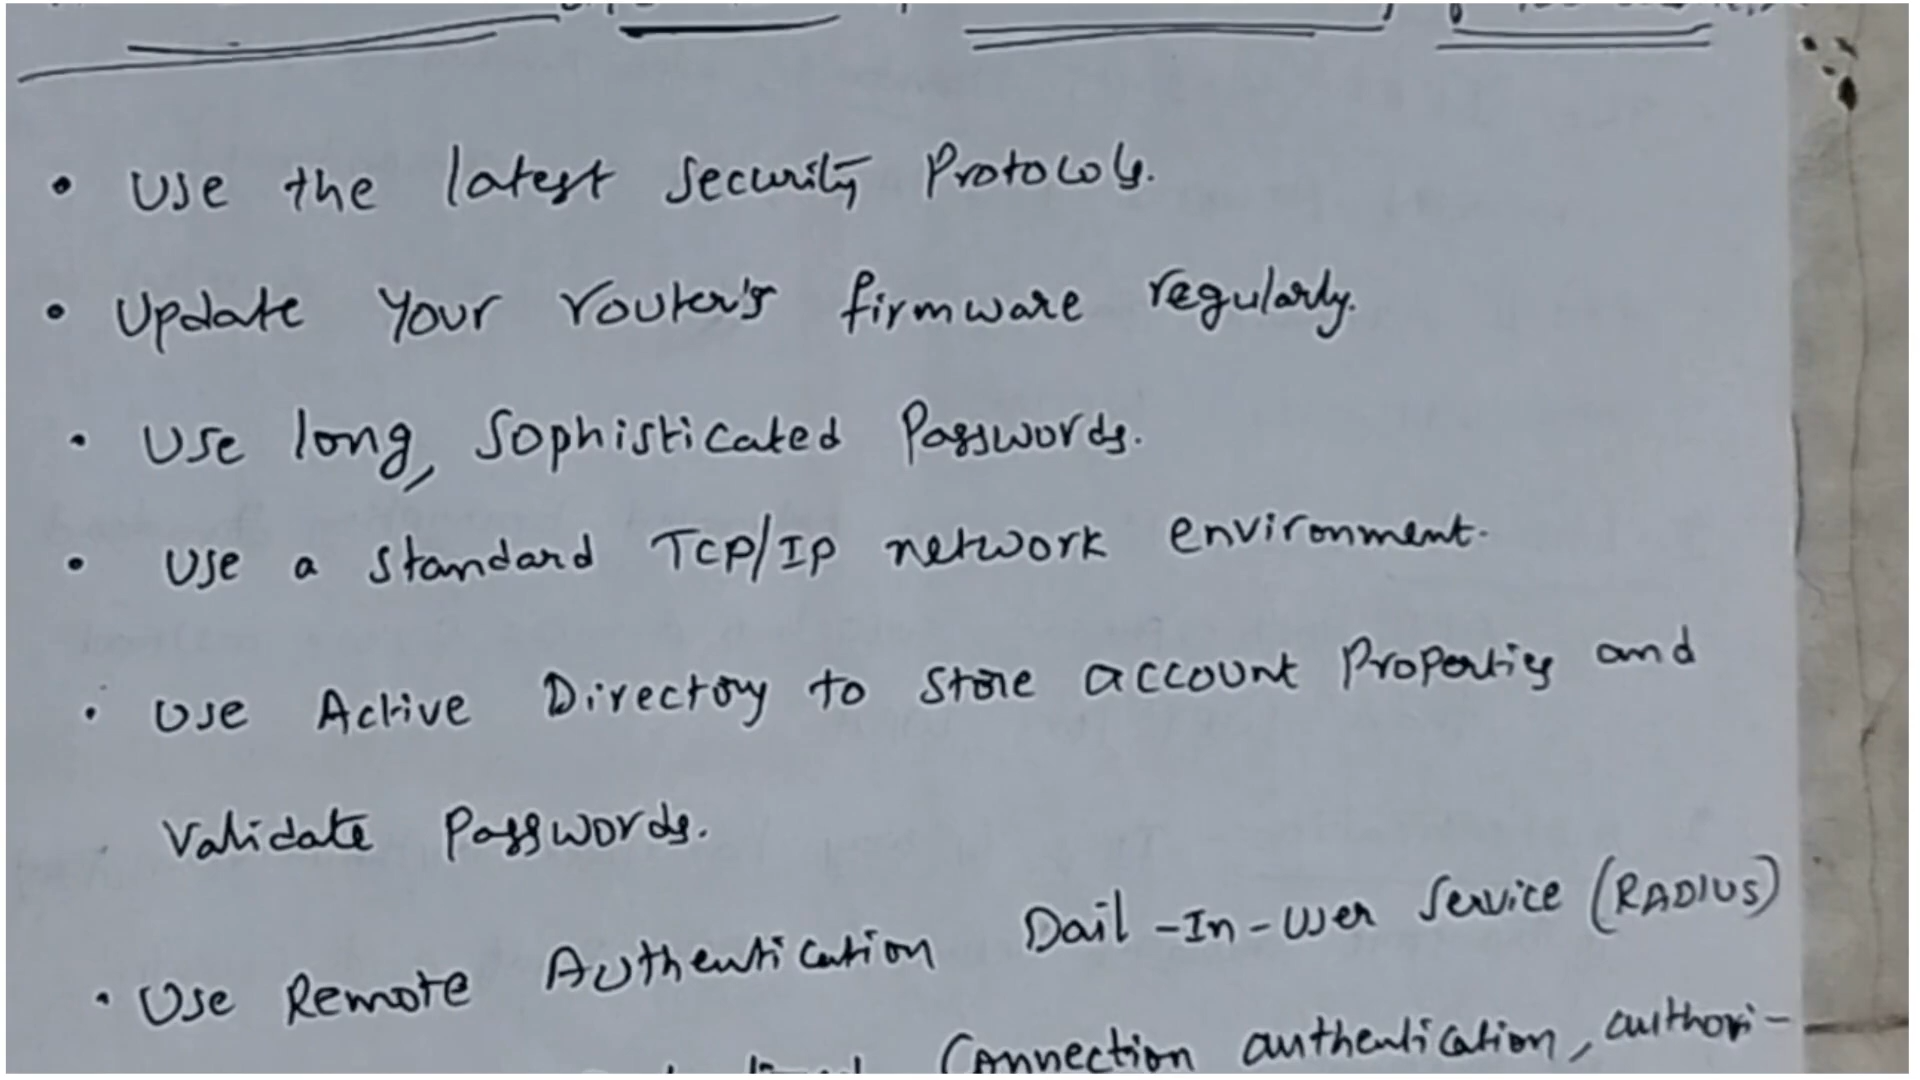 • Use the latest security Protocols.
• Update your router's firmware regularly.
• Use long, sophisticated Passwords.
• Use a standard TCP/IP network environment.
• Use Active Directory to store account Properties and
Validate Passwords.
• Use Remote Authentication Dail-In-User Service (RADIUS)
Connection authentication, authori-